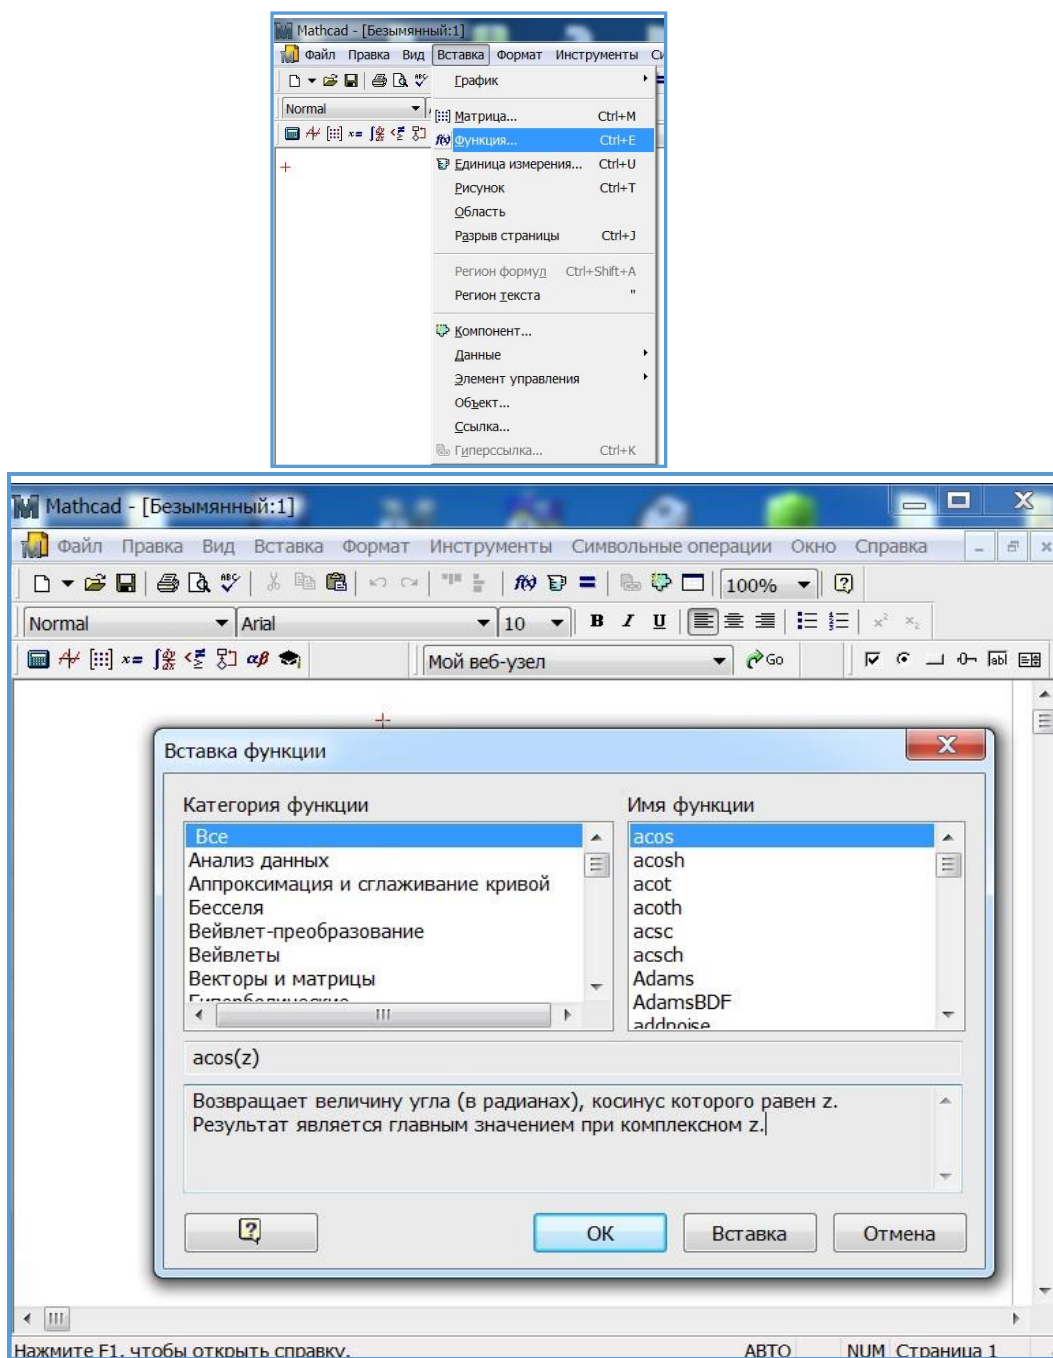 Mathcad - [Безымянный:1]
Файл Правка Вид Вставка Формат Инструменты Си
График
Normal
Матрица... Ctrl+M
Функция... Ctrl+E
Единица измерения... Ctrl+U
Рисунок Ctrl+T
Область
Разрыв страницы Ctrl+J
Регион формул Ctrl+Shift+A
Регион текста "
Компонент...
Данные
Элемент управления
Объект...
Ссылка...
Гиперссылка... Ctrl+K
Mathcad - [Безымянный:1]
Файл Правка Вид Вставка Формат Инструменты Символьные операции Окно Справка
100%
Normal Arial 10 B I U
Мой веб-узел Go
Вставка функции
Категория функции Имя функции
Все acos
Анализ данных acosh
Аппроксимация и сглаживание кривой acot
Бесселя acoth
Вейвлет-преобразование acsc
Вейвлеты acsch
Векторы и матрицы Adams
Гиперболические AdamsBDF
addnoise
acos(z)
Возвращает величину угла (в радианах), косинус которого равен z.
Результат является главным значением при комплексном z.
OK Вставка Отмена
Нажмите F1, чтобы открыть справку. АВТО NUM Страница 1